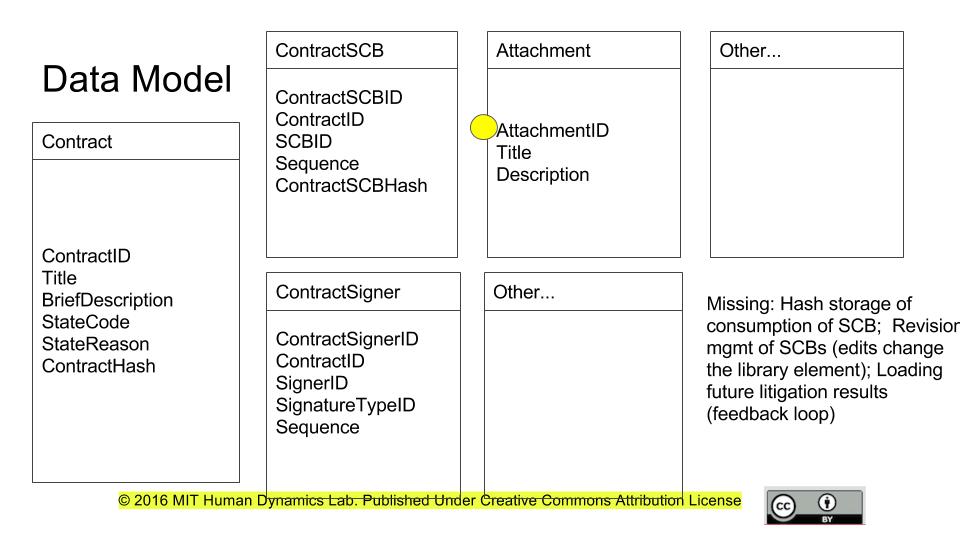 Data Model
Contract
ContractID
Title
BriefDescription
StateCode
StateReason
ContractHash
ContractSCB
ContractSCBID
ContractID
SCBID
Sequence
ContractSCBHash
Attachment
AttachmentID
Title
Description
Other...
ContractSigner
ContractSignerID
ContractID
SignerID
SignatureTypeID
Sequence
Other...
Missing: Hash storage of
consumption of SCB; Revision
mgmt of SCBs (edits change
the library element); Loading
future litigation results
(feedback loop)
© 2016 MIT Human Dynamics Lab. Published Under Creative Commons Attribution License
cc
BY